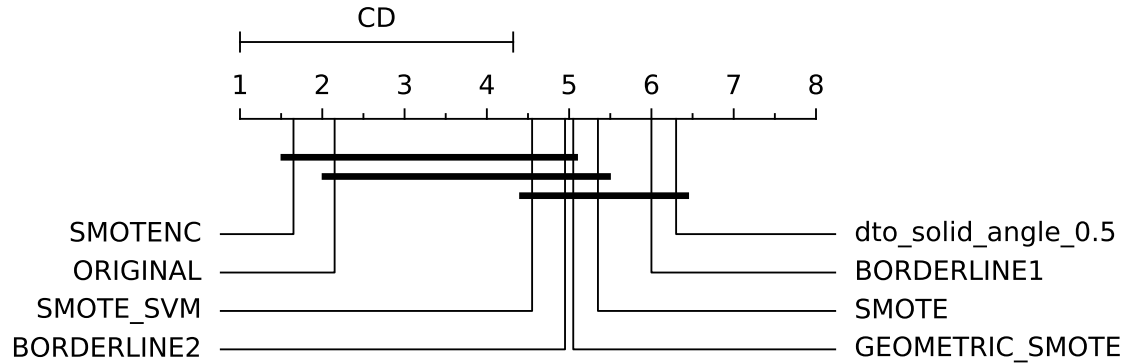 CD
1 2 3 4 5 6 7 8
SMOTENC
ORIGINAL
SMOTE_SVM
BORDERLINE2
dto_solid_angle_0.5
BORDERLINE1
SMOTE
GEOMETRIC_SMOTE